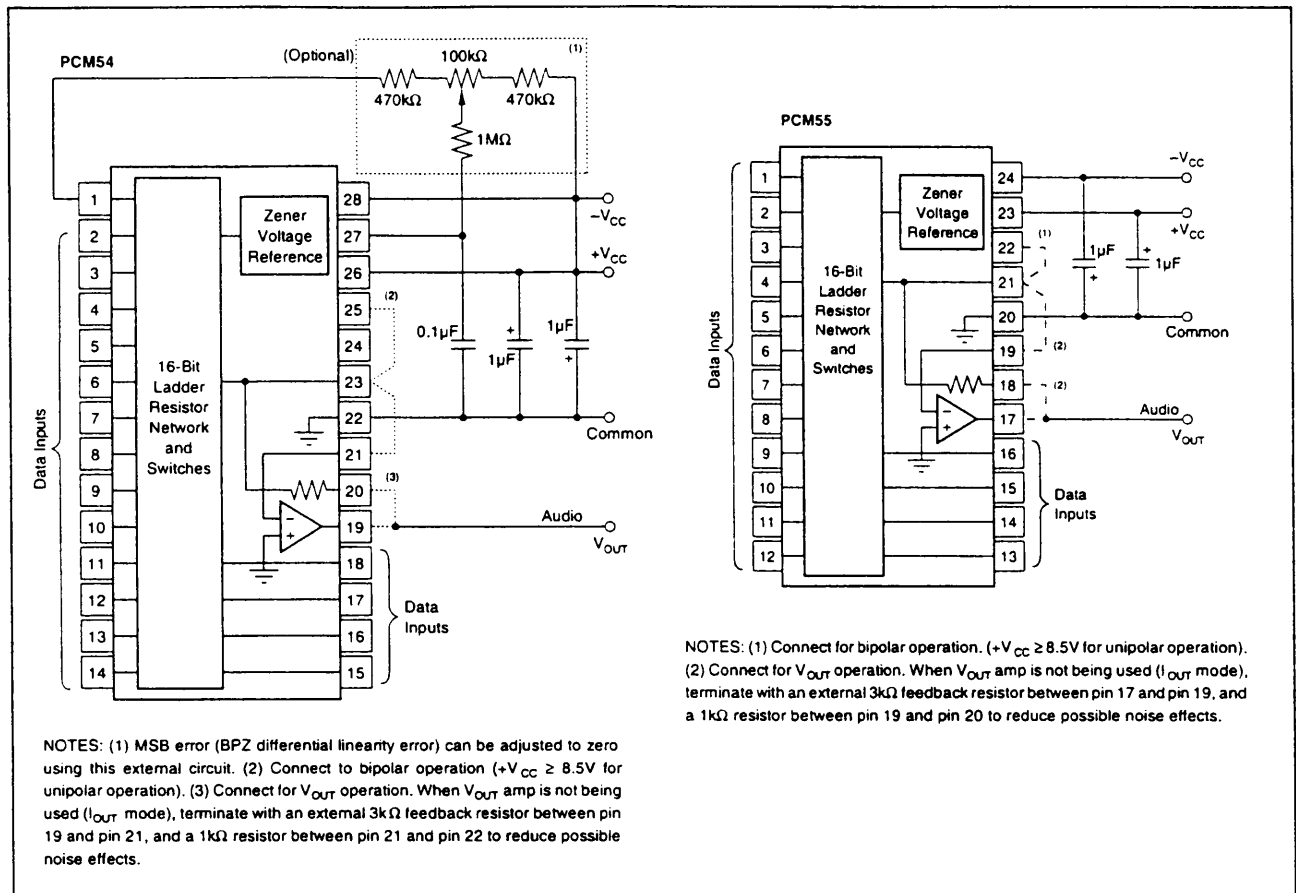 PCM54
(Optional)
100kΩ
(1)
470kΩ
470kΩ
1MΩ
1
2
3
4
5
6
7
8
9
10
11
12
13
14
Data Inputs
16-Bit
Ladder
Resistor
Network
and
Switches
Zener
Voltage
Reference
28
27
26
25
24
23
22
21
20
19
18
17
16
15
−VCC
+VCC
(2)
0.1µF
+
1µF
1µF
+
Common
(3)
−
+
Audio
VOUT
Data
Inputs
NOTES: (1) MSB error (BPZ differential linearity error) can be adjusted to zero
using this external circuit. (2) Connect to bipolar operation (+VCC ≥ 8.5V for
unipolar operation). (3) Connect for VOUT operation. When VOUT amp is not being
used (IOUT mode), terminate with an external 3kΩ feedback resistor between pin
19 and pin 21, and a 1kΩ resistor between pin 21 and pin 22 to reduce possible
noise effects.
PCM55
1
2
3
4
5
6
7
8
9
10
11
12
Data Inputs
16-Bit
Ladder
Resistor
Network
and
Switches
Zener
Voltage
Reference
24
23
22
21
20
19
18
17
16
15
14
13
−VCC
+VCC
(1)
1µF
+
+
1µF
Common
(2)
(2)
−
+
Audio
VOUT
Data
Inputs
NOTES: (1) Connect for bipolar operation. (+VCC ≥ 8.5V for unipolar operation).
(2) Connect for VOUT operation. When VOUT amp is not being used (IOUT mode),
terminate with an external 3kΩ feedback resistor between pin 17 and pin 19, and
a 1kΩ resistor between pin 19 and pin 20 to reduce possible noise effects.